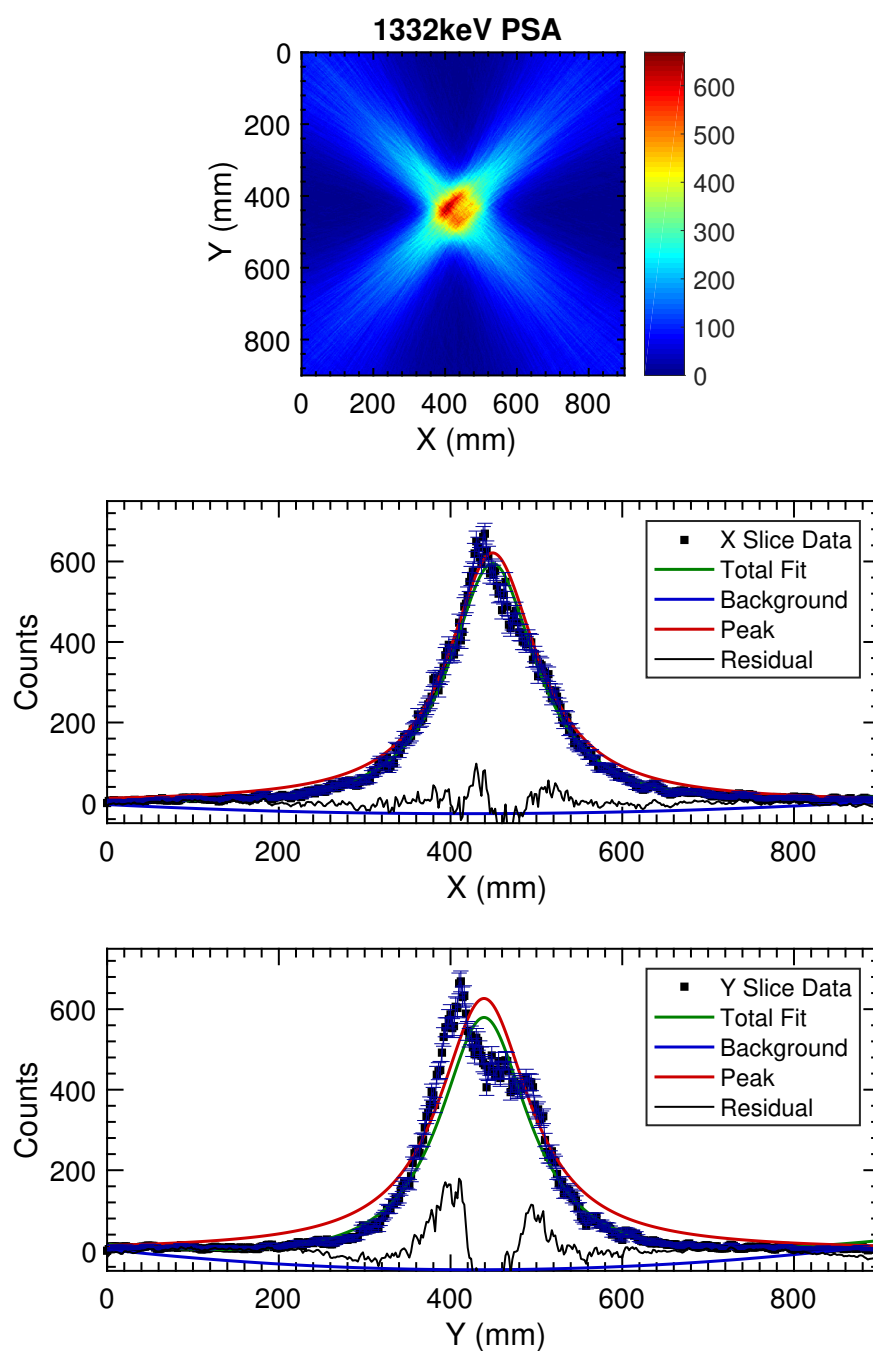 1332keV PSA
0
200
400
600
800
Y (mm)
0 200 400 600 800
X (mm)
600
500
400
300
200
100
0
600
400
200
0
Counts
X Slice Data
Total Fit
Background
Peak
Residual
0 200 400 600 800
X (mm)
600
400
200
0
Counts
Y Slice Data
Total Fit
Background
Peak
Residual
0 200 400 600 800
Y (mm)